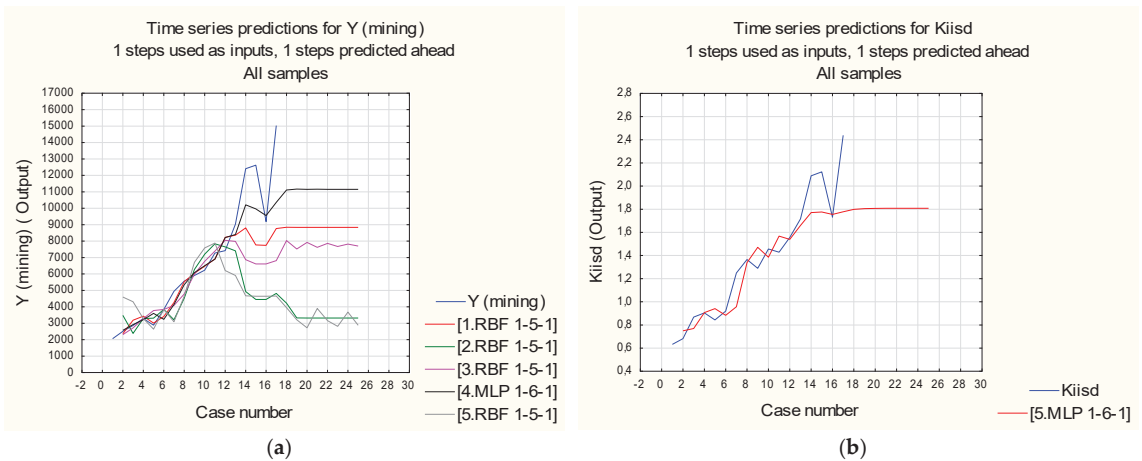 Time series predictions for Y (mining)
1 steps used as inputs, 1 steps predicted ahead
All samples
17000
16000
15000
14000
13000
12000
11000
10000
9000
8000
7000
6000
5000
4000
3000
2000
1000
0
Y (mining) ( Output)
-2 0 2 4 6 8 10 12 14 16 18 20 22 24 26 28 30
Case number
Y (mining)
[1.RBF 1-5-1]
[2.RBF 1-5-1]
[3.RBF 1-5-1]
[4.MLP 1-6-1]
[5.RBF 1-5-1]
(a)
Time series predictions for Kiisd
1 steps used as inputs, 1 steps predicted ahead
All samples
2,8
2,6
2,4
2,2
2,0
1,8
1,6
1,4
1,2
1,0
0,8
0,6
0,4
Kiisd (Output)
-2 0 2 4 6 8 10 12 14 16 18 20 22 24 26 28 30
Case number
Kiisd
[5.MLP 1-6-1]
(b)